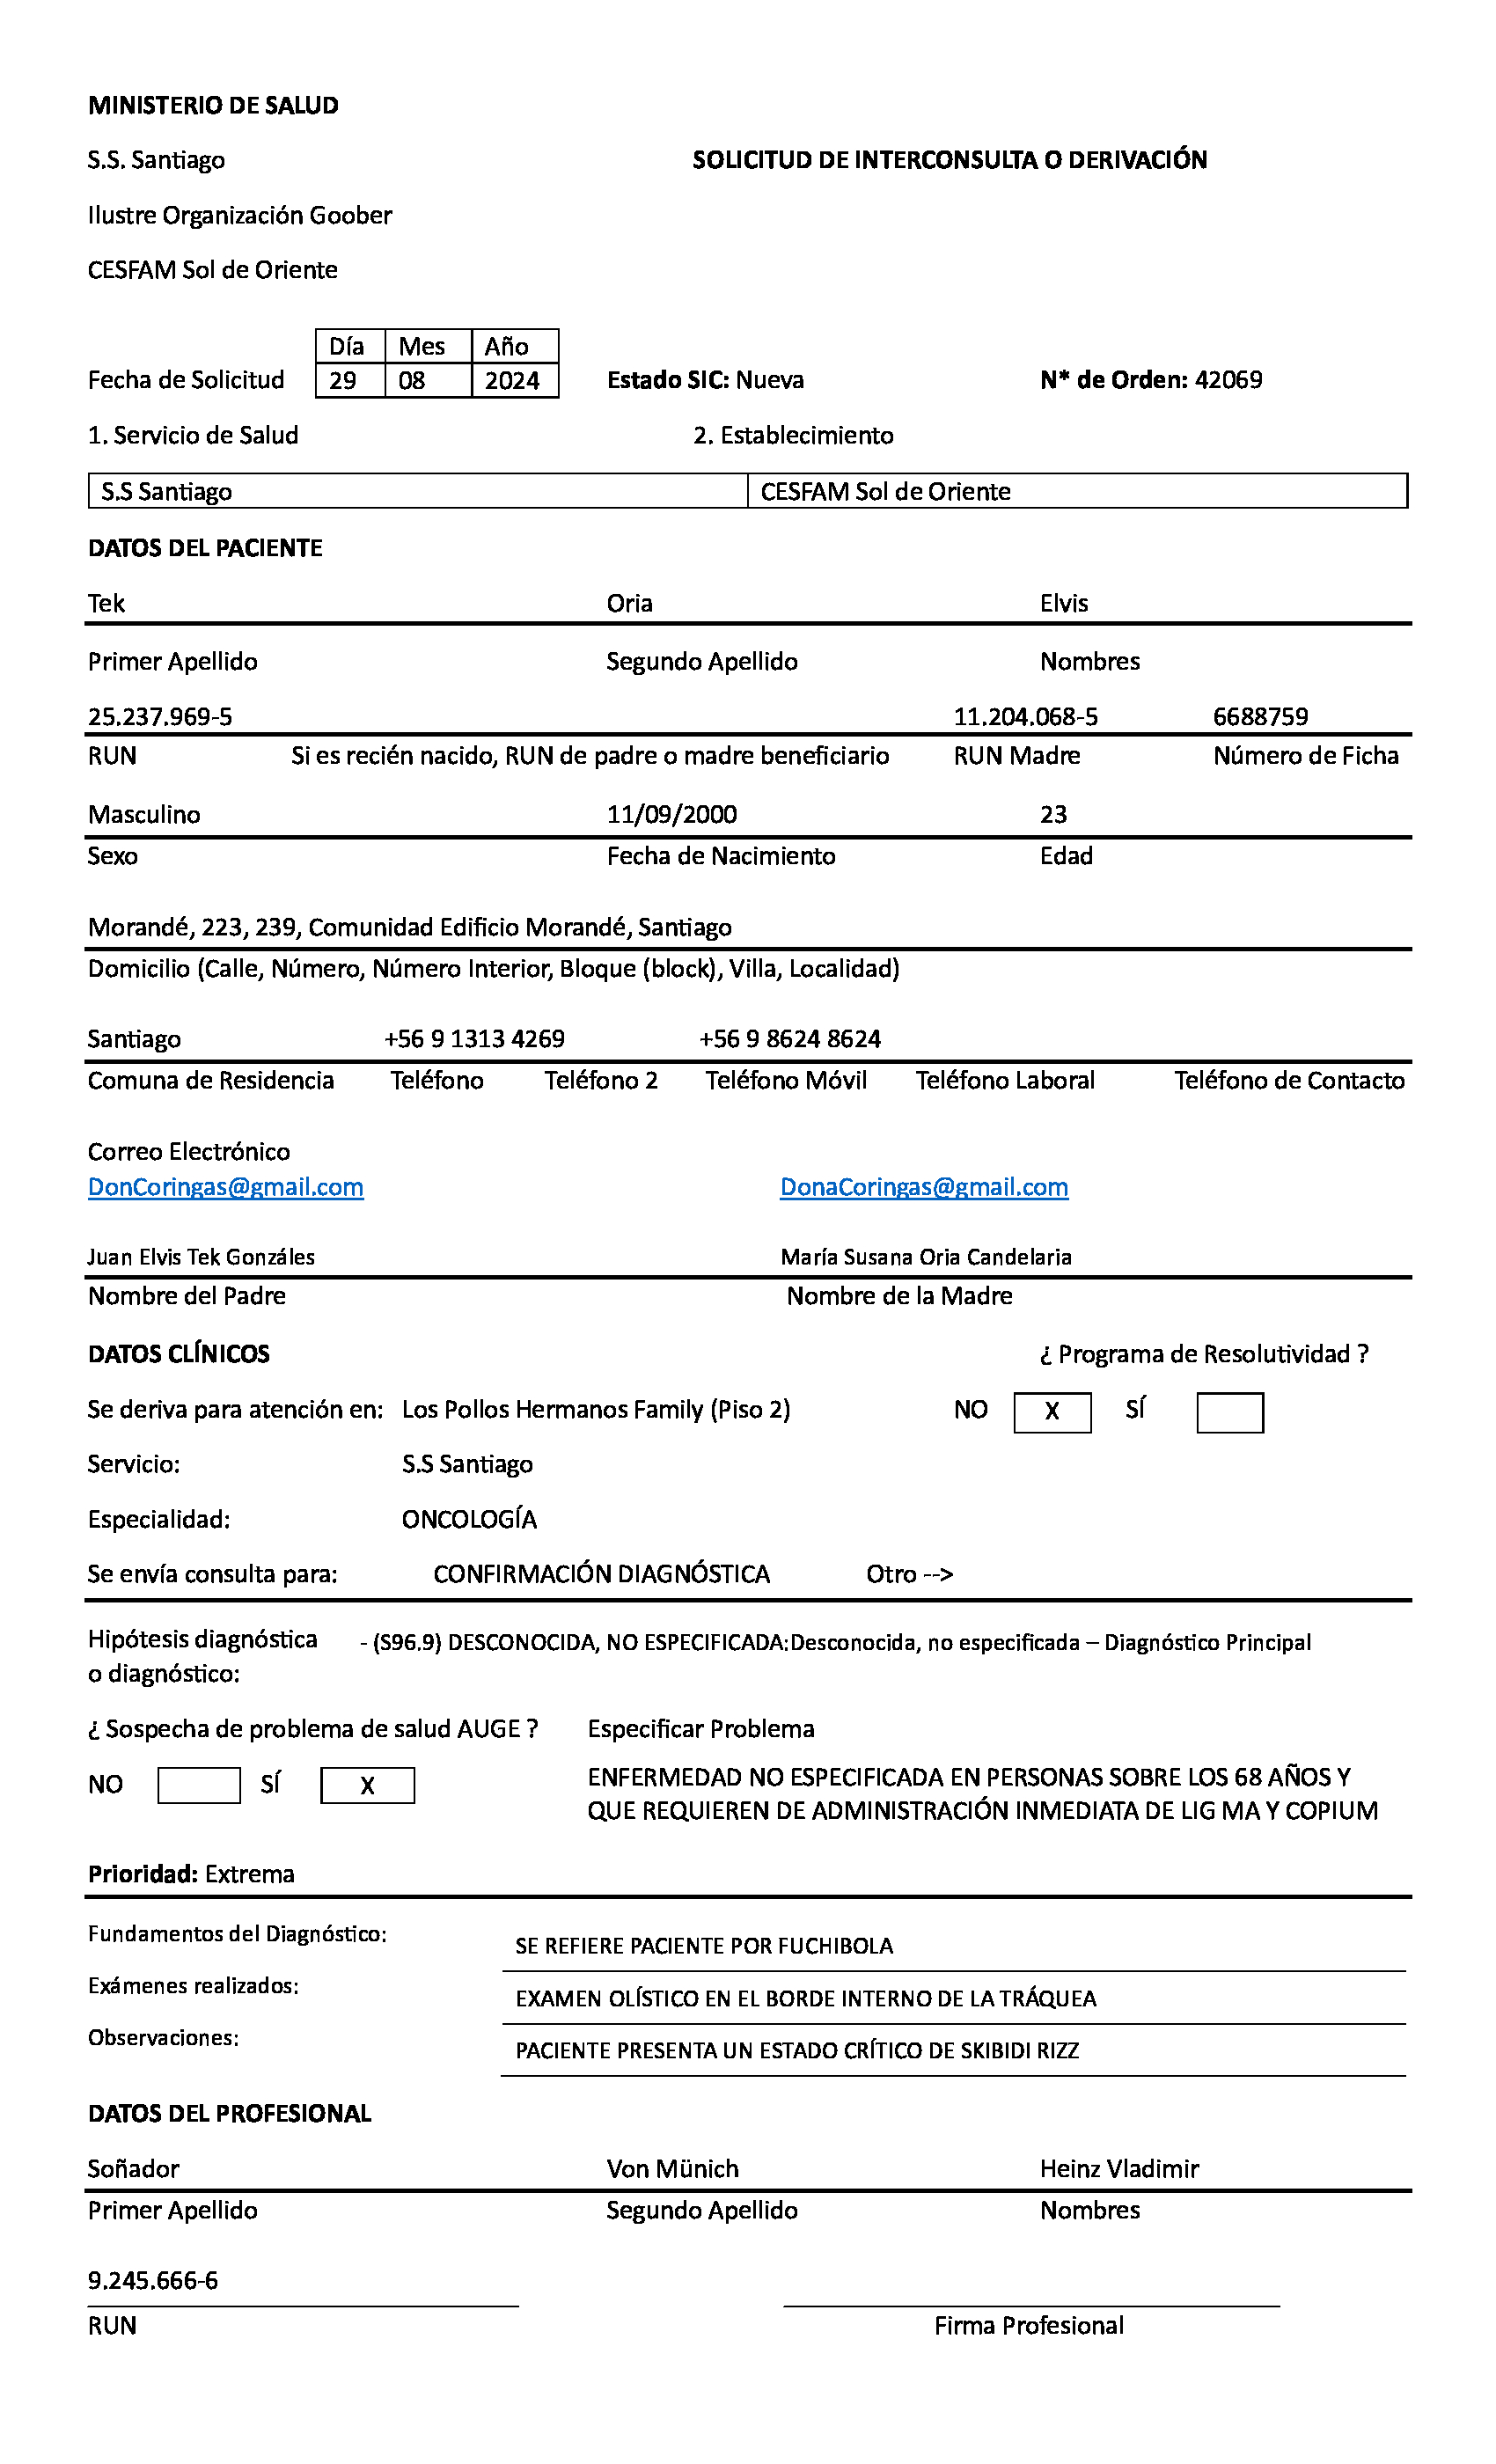 MINISTERIO DE SALUD
S.S. Santiago SOLICITUD DE INTERCONSULTA O DERIVACIÓN
Ilustre Organización Goober
CESFAM Sol de Oriente
Día Mes Año
Fecha de Solicitud 29 08 2024 Estado SIC: Nueva N* de Orden: 42069
1. Servicio de Salud 2. Establecimiento
S.S Santiago CESFAM Sol de Oriente
DATOS DEL PACIENTE
Tek Oria Elvis
Primer Apellido Segundo Apellido Nombres
25.237.969-5 11.204.068-5 6688759
RUN Si es recién nacido, RUN de padre o madre beneficiario RUN Madre Número de Ficha
Masculino 11/09/2000 23
Sexo Fecha de Nacimiento Edad
Morandé, 223, 239, Comunidad Edificio Morandé, Santiago
Domicilio (Calle, Número, Número Interior, Bloque (block), Villa, Localidad)
Santiago +56 9 1313 4269 +56 9 8624 8624
Comuna de Residencia Teléfono Teléfono 2 Teléfono Móvil Teléfono Laboral Teléfono de Contacto
Correo Electrónico
DonCoringas@gmail.com DonaCoringas@gmail.com
Juan Elvis Tek Gonzáles María Susana Oria Candelaria
Nombre del Padre Nombre de la Madre
DATOS CLÍNICOS ¿ Programa de Resolutividad ?
Se deriva para atención en: Los Pollos Hermanos Family (Piso 2) NO X SÍ
Servicio: S.S Santiago
Especialidad: ONCOLOGÍA
Se envía consulta para: CONFIRMACIÓN DIAGNÓSTICA Otro -->
Hipótesis diagnóstica - (S96.9) DESCONOCIDA, NO ESPECIFICADA:Desconocida, no especificada – Diagnóstico Principal
o diagnóstico:
¿ Sospecha de problema de salud AUGE ? Especificar Problema
NO SÍ X ENFERMEDAD NO ESPECIFICADA EN PERSONAS SOBRE LOS 68 AÑOS Y
QUE REQUIEREN DE ADMINISTRACIÓN INMEDIATA DE LIG MA Y COPIUM
Prioridad: Extrema
Fundamentos del Diagnóstico: SE REFIERE PACIENTE POR FUCHIBOLA
Exámenes realizados: EXAMEN OLÍSTICO EN EL BORDE INTERNO DE LA TRÁQUEA
Observaciones: PACIENTE PRESENTA UN ESTADO CRÍTICO DE SKIBIDI RIZZ
DATOS DEL PROFESIONAL
Soñador Von Münich Heinz Vladimir
Primer Apellido Segundo Apellido Nombres
9.245.666-6
RUN Firma Profesional